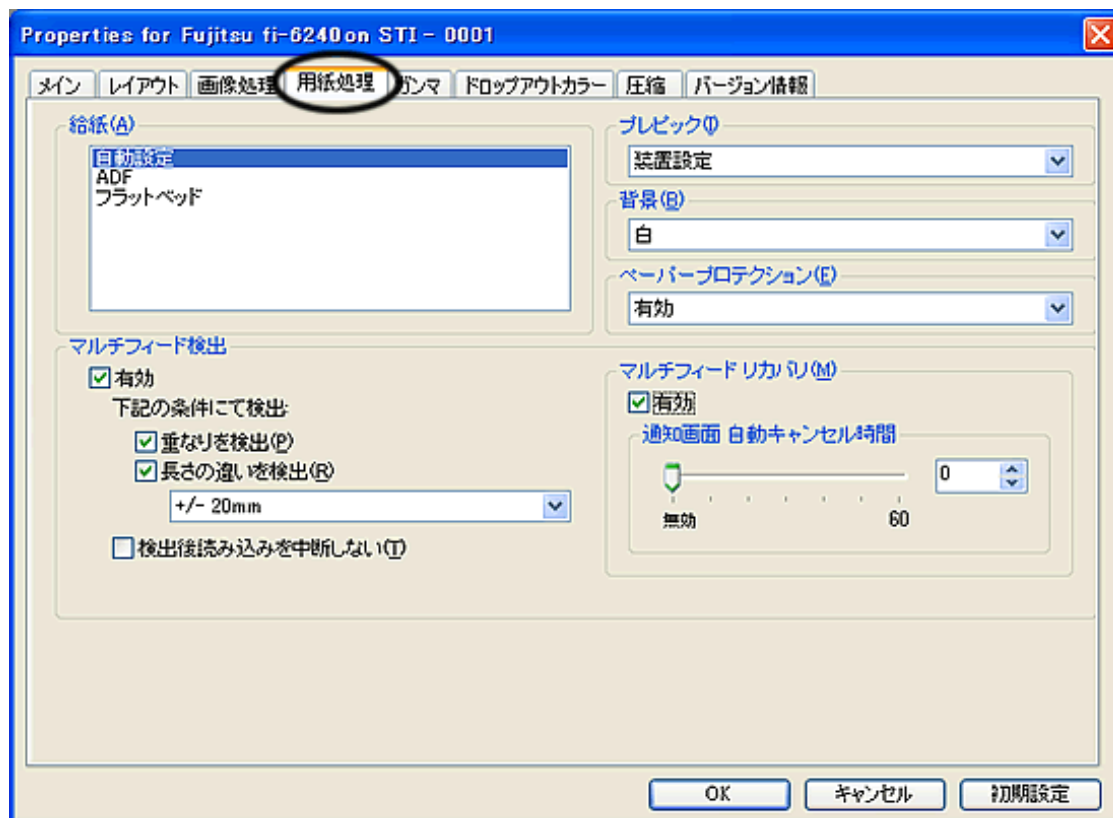 Properties for Fujitsu fi-6240 on STI - 0001
メイン レイアウト 画像処理 用紙処理 ガンマ ドロップアウトカラー 圧縮 バージョン情報
給紙(A)
自動設定
ADF
フラットベッド
プレピック(I)
装置設定
背景(B)
白
ペーパープロテクション(E)
有効
マルチフィード検出
有効
下記の条件にて検出:
重なりを検出(P)
長さの違いを検出(R)
+/- 20mm
検出後読み込みを中断しない(T)
マルチフィード リカバリ(M)
有効
通知画面 自動キャンセル時間
0
無効 60
OK キャンセル 初期設定